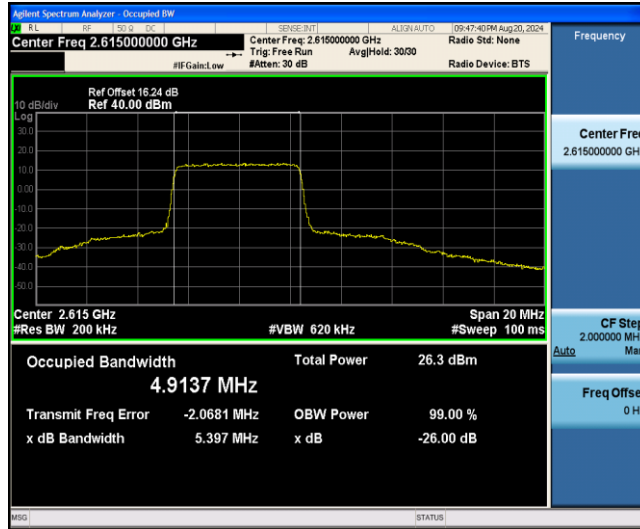 Agilent Spectrum Analyzer - Occupied BW
LXI RL RF 50 Ω DC SENSE:INT ALIGN AUTO 09:47:40 PM Aug 20, 2024
Center Freq 2.615000000 GHz Center Freq: 2.615000000 GHz Radio Std: None
Trig: Free Run Avg|Hold: 30/30
#IFGain:Low #Atten: 30 dB Radio Device: BTS
Ref Offset 16.24 dB
10 dB/div Ref 40.00 dBm
Log
30.0
20.0
10.0
0.00
-10.0
-20.0
-30.0
-40.0
-50.0
Center 2.615 GHz Span 20 MHz
#Res BW 200 kHz #VBW 620 kHz #Sweep 100 ms
Occupied Bandwidth Total Power 26.3 dBm
4.9137 MHz
Transmit Freq Error -2.0681 MHz OBW Power 99.00 %
x dB Bandwidth 5.397 MHz x dB -26.00 dB
MSG STATUS
Frequency
Center Fre
2.615000000 GH
CF Step
2.000000 MH
Auto Ma
Freq Offse
0 H